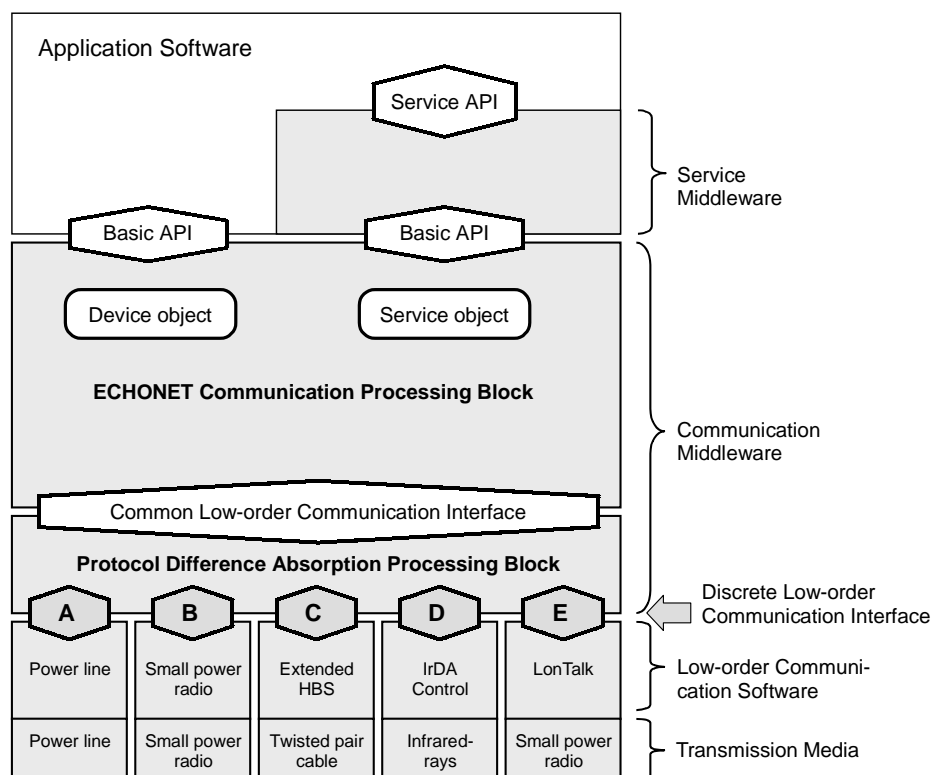 Application Software
Service API
Service
Middleware
Basic API
Basic API
Device object
Service object
ECHONET Communication Processing Block
Communication
Middleware
Common Low-order Communication Interface
Protocol Difference Absorption Processing Block
Discrete Low-order
Communication Interface
A
B
C
D
E
Power line
Small power
radio
Extended
HBS
IrDA
Control
LonTalk
Low-order Communi-
cation Software
Power line
Small power
radio
Twisted pair
cable
Infrared-
rays
Small power
radio
Transmission Media